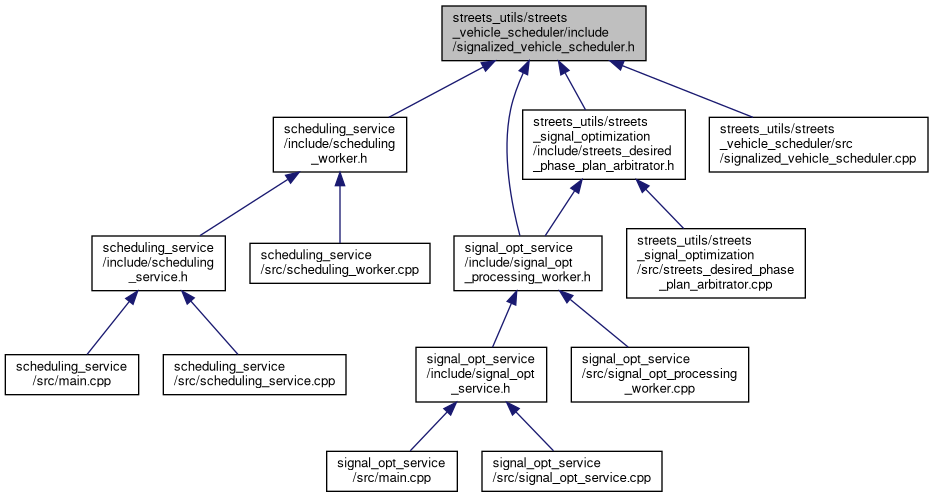 streets_utils/streets
_vehicle_scheduler/include
/signalized_vehicle_scheduler.h
scheduling_service
/include/scheduling
_worker.h
streets_utils/streets
_signal_optimization
/include/streets_desired
_phase_plan_arbitrator.h
streets_utils/streets
_vehicle_scheduler/src
/signalized_vehicle_scheduler.cpp
scheduling_service
/include/scheduling
_service.h
scheduling_service
/src/scheduling_worker.cpp
signal_opt_service
/include/signal_opt
_processing_worker.h
streets_utils/streets
_signal_optimization
/src/streets_desired_phase
_plan_arbitrator.cpp
scheduling_service
/src/main.cpp
scheduling_service
/src/scheduling_service.cpp
signal_opt_service
/include/signal_opt
_service.h
signal_opt_service
/src/signal_opt_processing
_worker.cpp
signal_opt_service
/src/main.cpp
signal_opt_service
/src/signal_opt_service.cpp